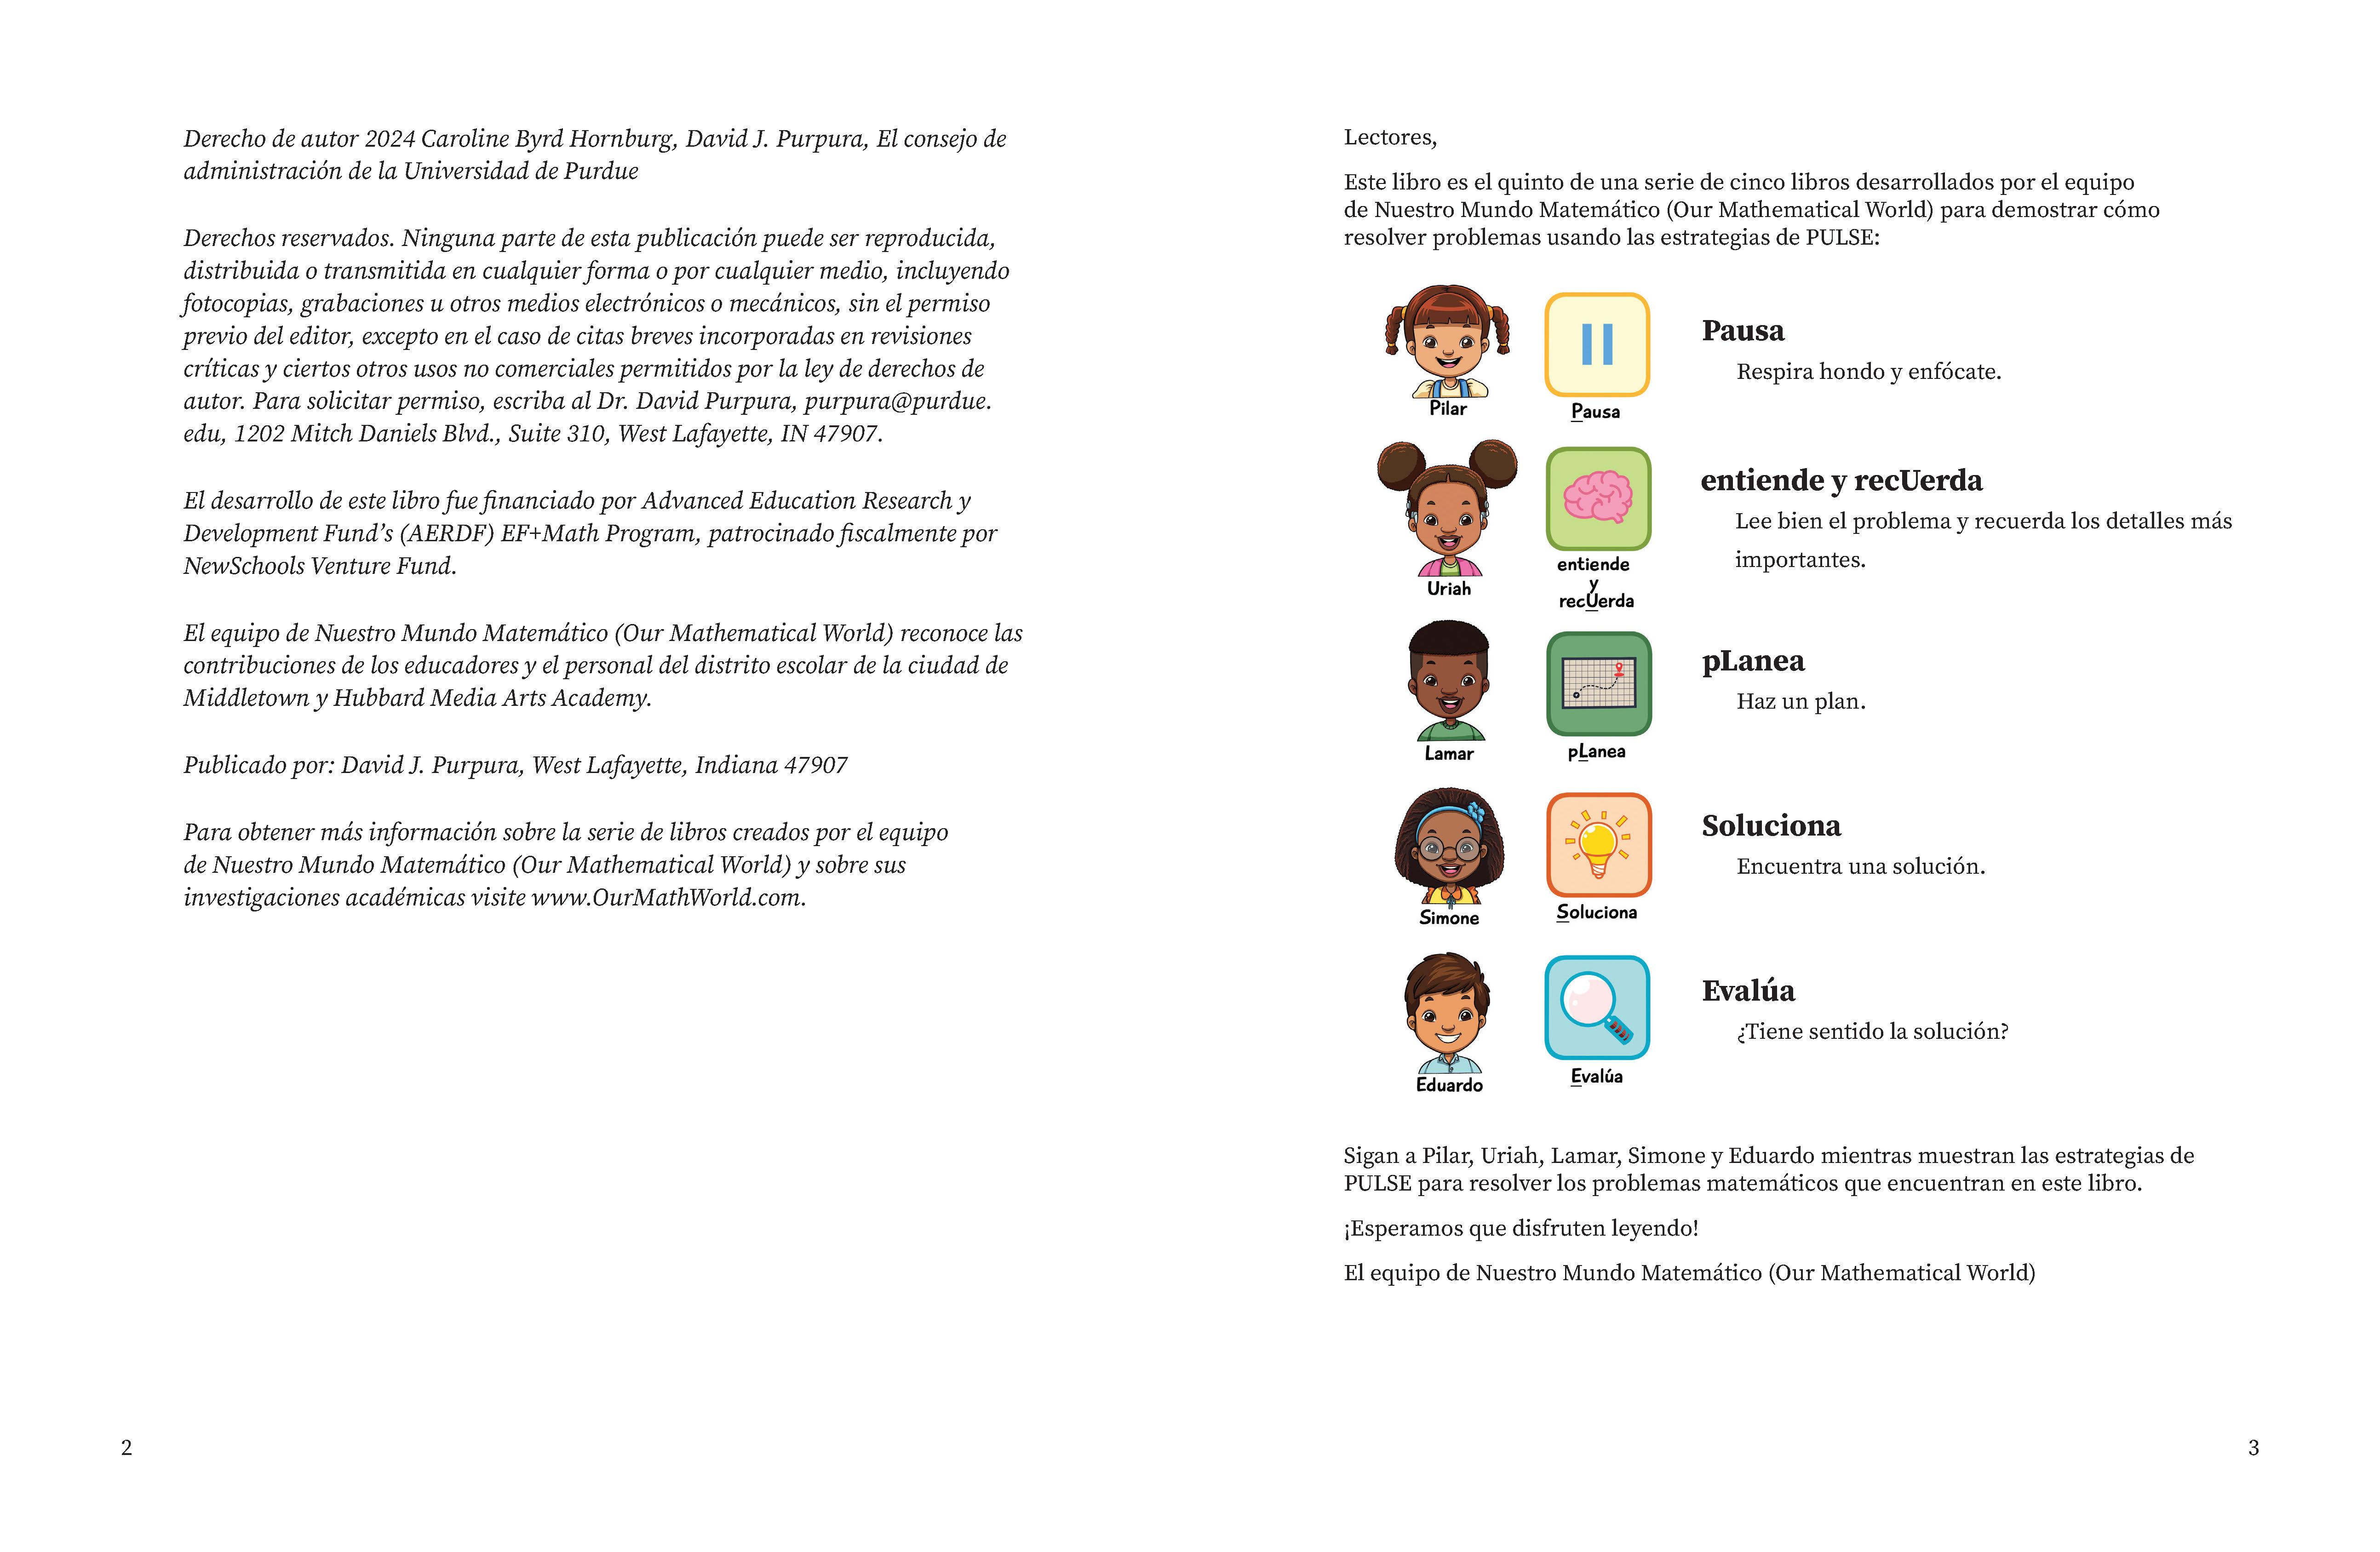 Derecho de autor 2024 Caroline Byrd Hornburg, David J. Purpura, El consejo de
administración de la Universidad de Purdue
Derechos reservados. Ninguna parte de esta publicación puede ser reproducida,
distribuida o transmitida en cualquier forma o por cualquier medio, incluyendo
fotocopias, grabaciones u otros medios electrónicos o mecánicos, sin el permiso
previo del editor, excepto en el caso de citas breves incorporadas en revisiones
críticas y ciertos otros usos no comerciales permitidos por la ley de derechos de
autor. Para solicitar permiso, escriba al Dr. David Purpura, purpura@purdue.
edu, 1202 Mitch Daniels Blvd., Suite 310, West Lafayette, IN 47907.
El desarrollo de este libro fue financiado por Advanced Education Research y
Development Fund’s (AERDF) EF+Math Program, patrocinado fiscalmente por
NewSchools Venture Fund.
El equipo de Nuestro Mundo Matemático (Our Mathematical World) reconoce las
contribuciones de los educadores y el personal del distrito escolar de la ciudad de
Middletown y Hubbard Media Arts Academy.
Publicado por: David J. Purpura, West Lafayette, Indiana 47907
Para obtener más información sobre la serie de libros creados por el equipo
de Nuestro Mundo Matemático (Our Mathematical World) y sobre sus
investigaciones académicas visite www.OurMathWorld.com.
2
Lectores,
Este libro es el quinto de una serie de cinco libros desarrollados por el equipo
de Nuestro Mundo Matemático (Our Mathematical World) para demostrar cómo
resolver problemas usando las estrategias de PULSE:
Pilar
Pausa
Pausa
Respira hondo y enfócate.
Uriah
entiende
y
recUerda
entiende y recUerda
Lee bien el problema y recuerda los detalles más
importantes.
Lamar
pLanea
pLanea
Haz un plan.
Simone
Soluciona
Soluciona
Encuentra una solución.
Eduardo
Evalúa
Evalúa
¿Tiene sentido la solución?
Sigan a Pilar, Uriah, Lamar, Simone y Eduardo mientras muestran las estrategias de
PULSE para resolver los problemas matemáticos que encuentran en este libro.
¡Esperamos que disfruten leyendo!
El equipo de Nuestro Mundo Matemático (Our Mathematical World)
3